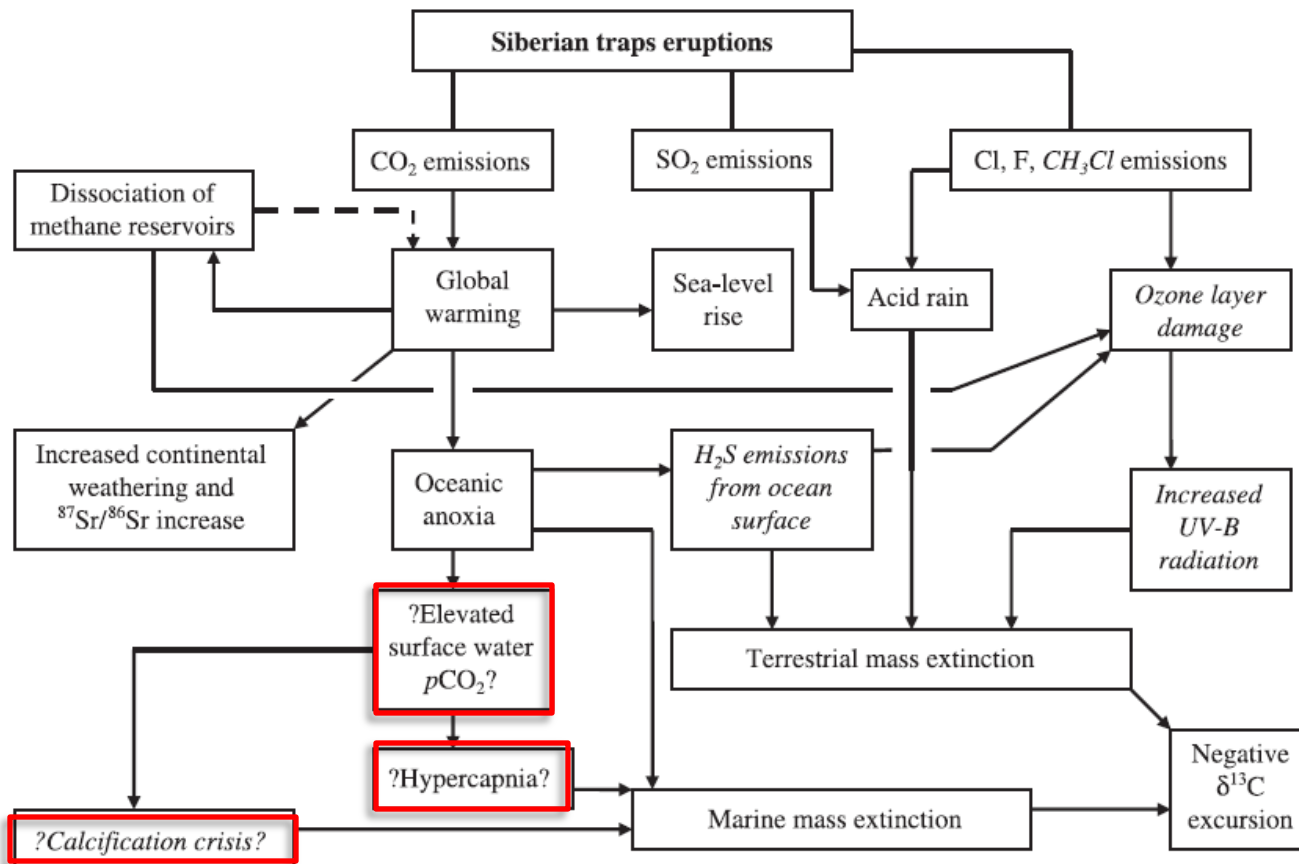 Siberian traps eruptions
CO₂ emissions
SO₂ emissions
Cl, F, CH₃Cl emissions
Dissociation of
methane reservoirs
Global
warming
Sea-level
rise
Acid rain
Ozone layer
damage
Increased continental
weathering and
⁸⁷Sr/⁸⁶Sr increase
Oceanic
anoxia
H₂S emissions
from ocean
surface
Increased
UV-B
radiation
?Elevated
surface water
pCO₂?
Terrestrial mass extinction
?Hypercapnia?
Negative
δ¹³C
excursion
?Calcification crisis?
Marine mass extinction